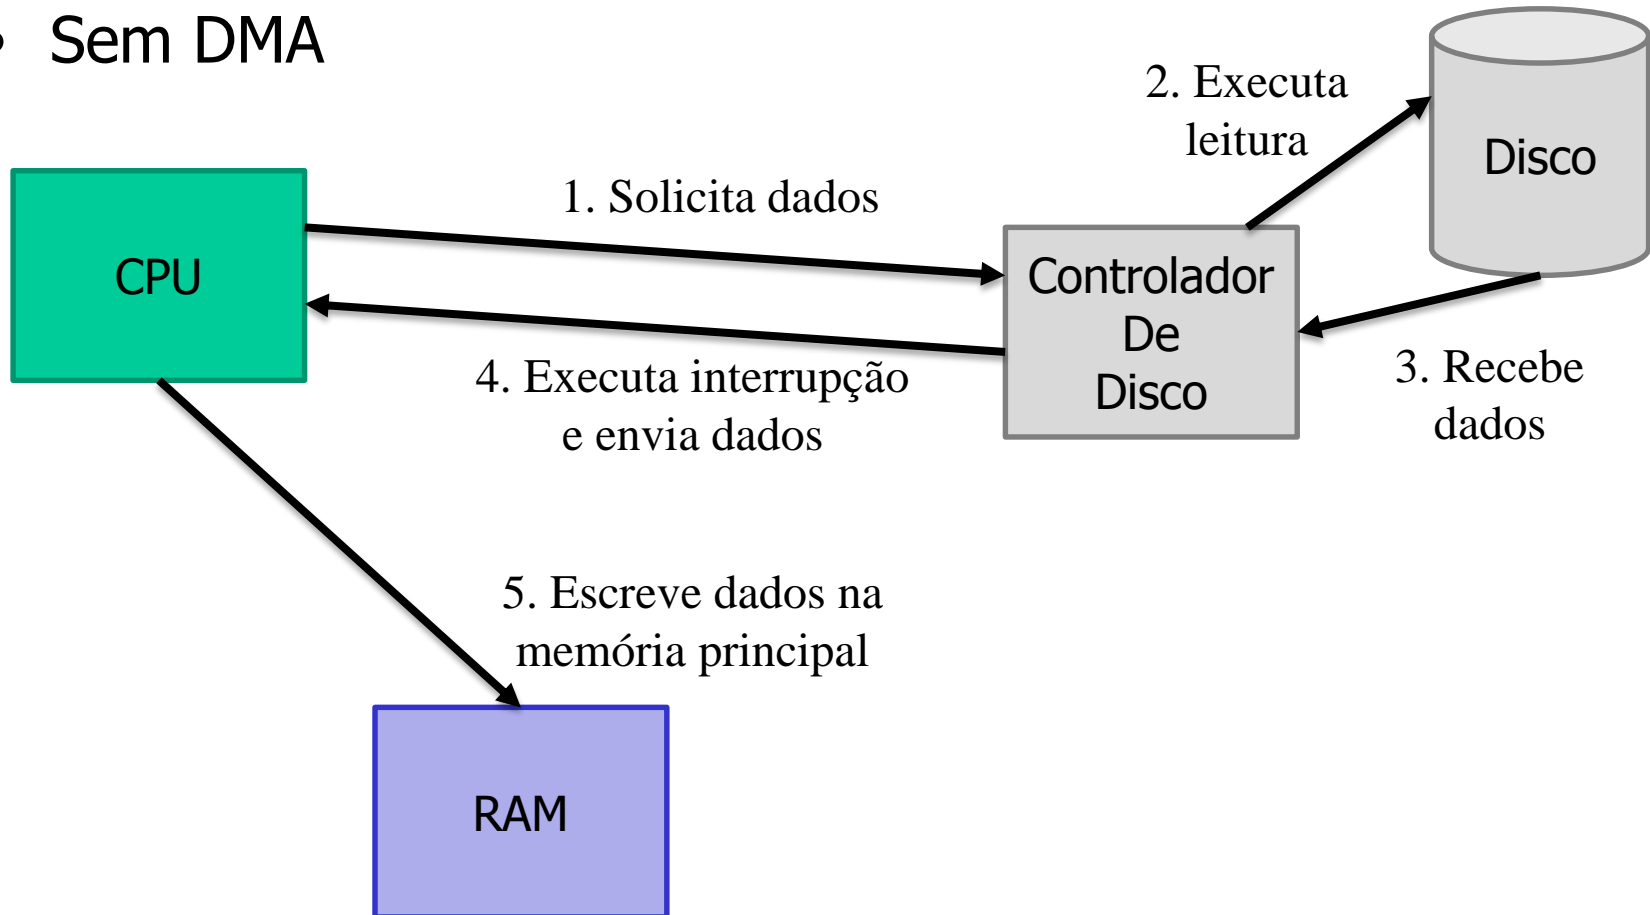 • Sem DMA
2. Executa
leitura
Disco
1. Solicita dados
CPU
Controlador
De
Disco
4. Executa interrupção
e envia dados
3. Recebe
dados
5. Escreve dados na
memória principal
RAM